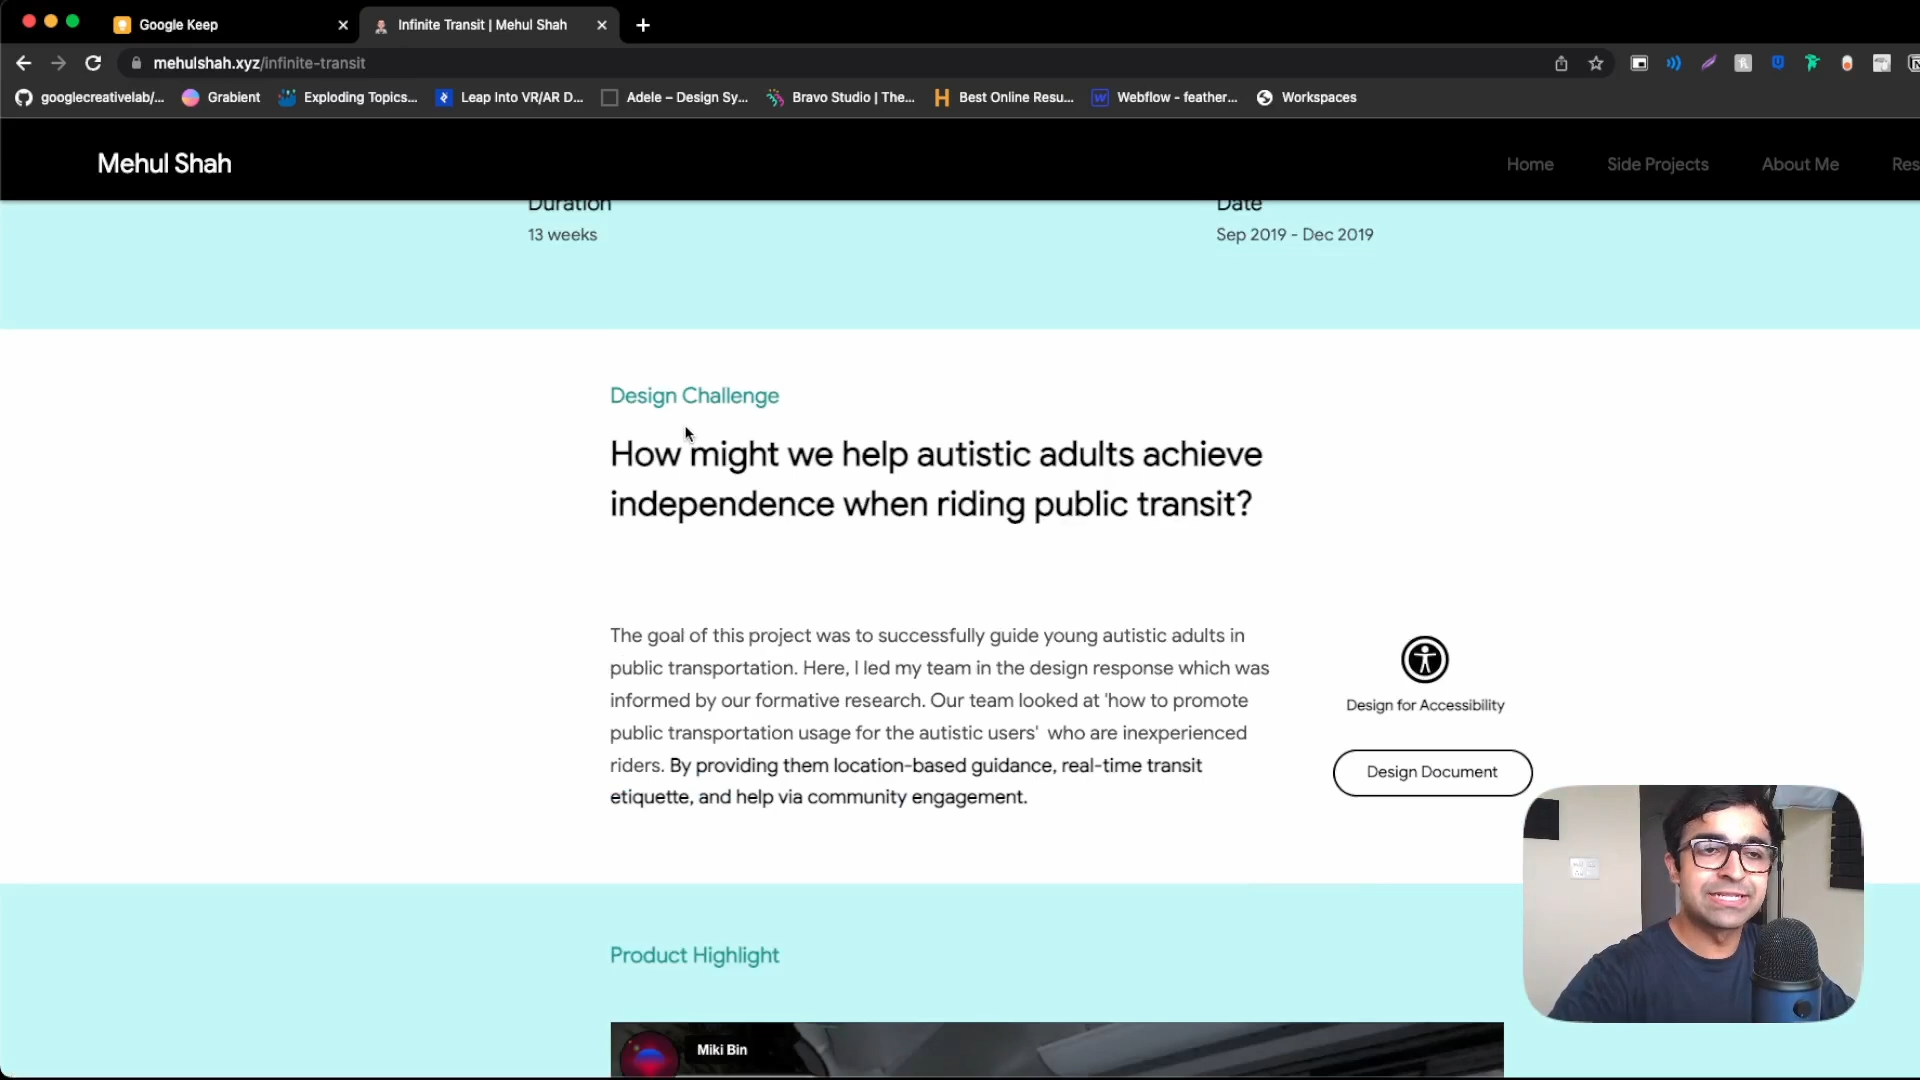 Google Keep
Infinite Transit | Mehul Shah
mehulshah.xyz/infinite-transit
googlecreativelab/...
Grabient
Exploding Topics...
Leap Into VR/AR D...
Adele – Design Sy...
Bravo Studio | The...
Best Online Resu...
Webflow - feather...
Workspaces
Mehul Shah
Home
Side Projects
About Me
Res
Duration
Date
13 weeks
Sep 2019 - Dec 2019
Design Challenge
How might we help autistic adults achieve
independence when riding public transit?
The goal of this project was to successfully guide young autistic adults in
public transportation. Here, I led my team in the design response which was
informed by our formative research. Our team looked at 'how to promote
public transportation usage for the autistic users'  who are inexperienced
riders. By providing them location-based guidance, real-time transit
etiquette, and help via community engagement.
Design for Accessibility
Design Document
Product Highlight
Miki Bin